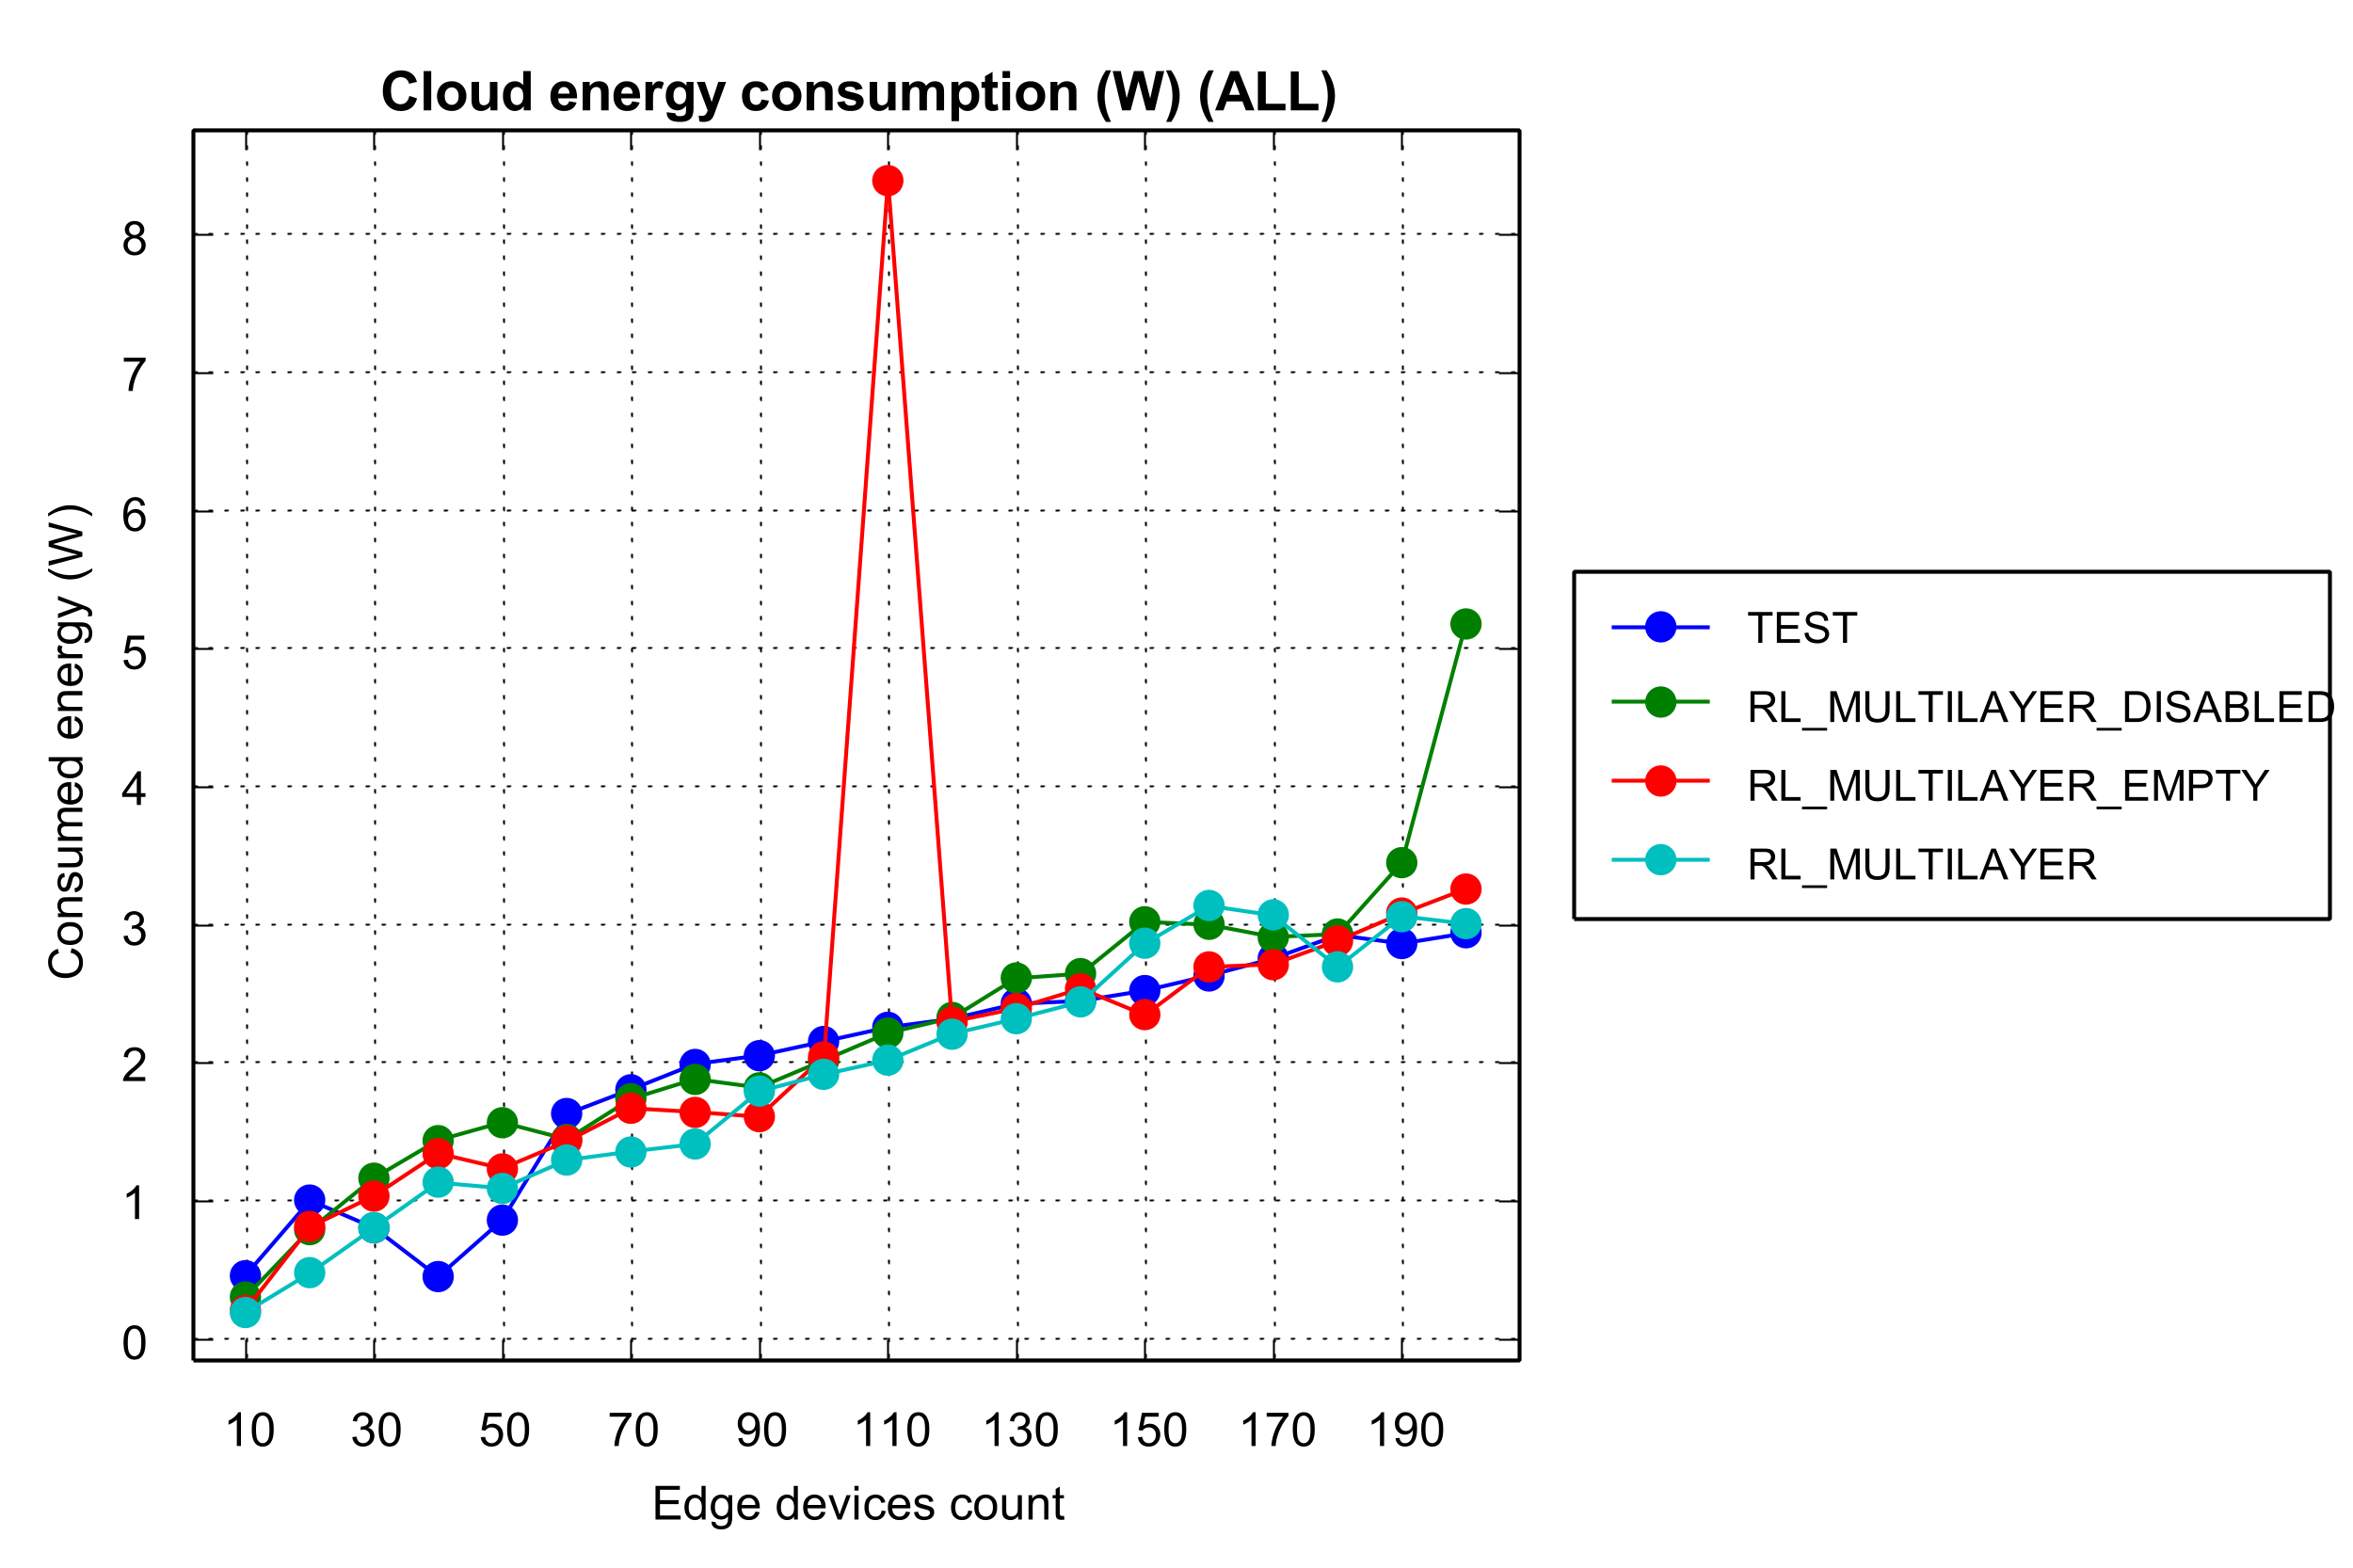 Cloud energy consumption (W) (ALL)
Consumed energy (W)
8
7
6
5
4
3
2
1
0
10 30 50 70 90 110 130 150 170 190
Edge devices count
TEST
RL_MULTILAYER_DISABLED
RL_MULTILAYER_EMPTY
RL_MULTILAYER